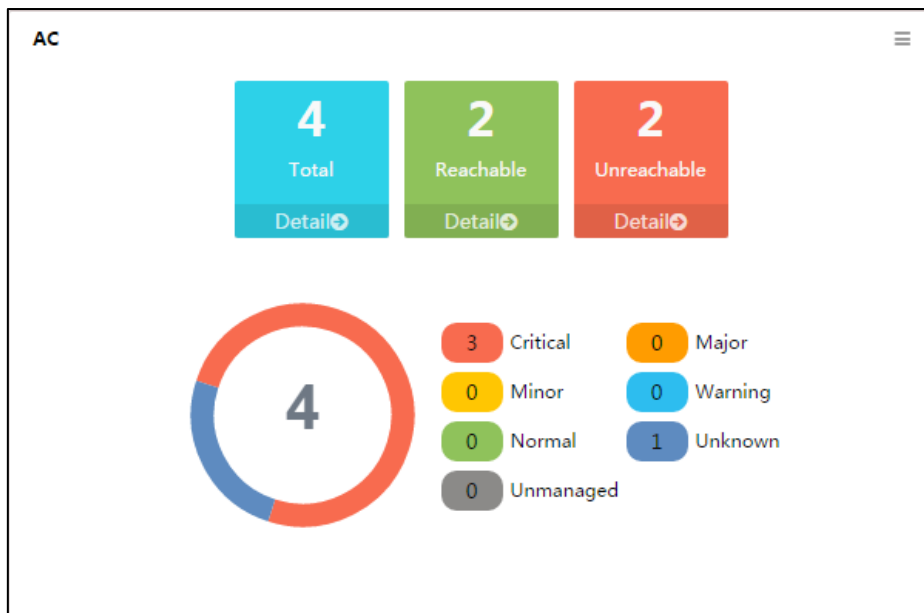 AC
4 2 2
Total Reachable Unreachable
Detail Detail Detail
3 Critical 0 Major
0 Minor 0 Warning
4
0 Normal 1 Unknown
0 Unmanaged